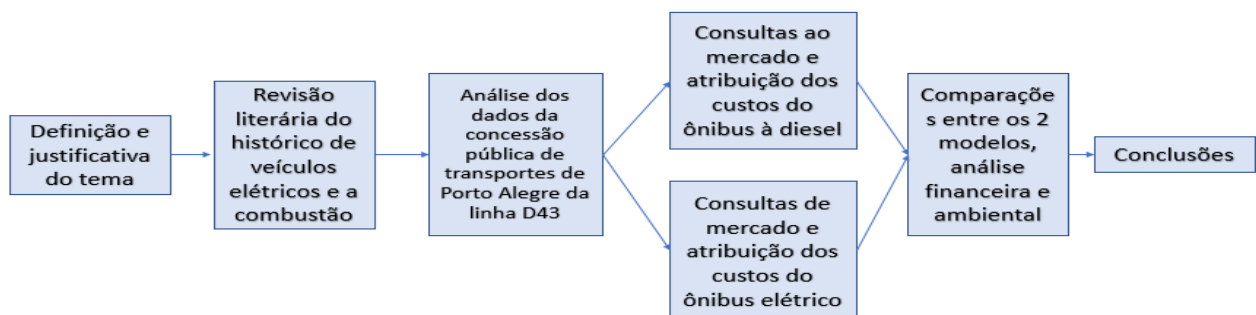 Definição e
justificativa
do tema
Revisão
literária do
histórico de
veículos
elétricos e a
combustão
Análise dos
dados da
concessão
pública de
transportes de
Porto Alegre da
linha D43
Consultas ao
mercado e
atribuição dos
custos do
ônibus à diesel
Consultas de
mercado e
atribuição dos
custos do
ônibus elétrico
Comparaçõe
s entre os 2
modelos,
análise
financeira e
ambiental
Conclusões